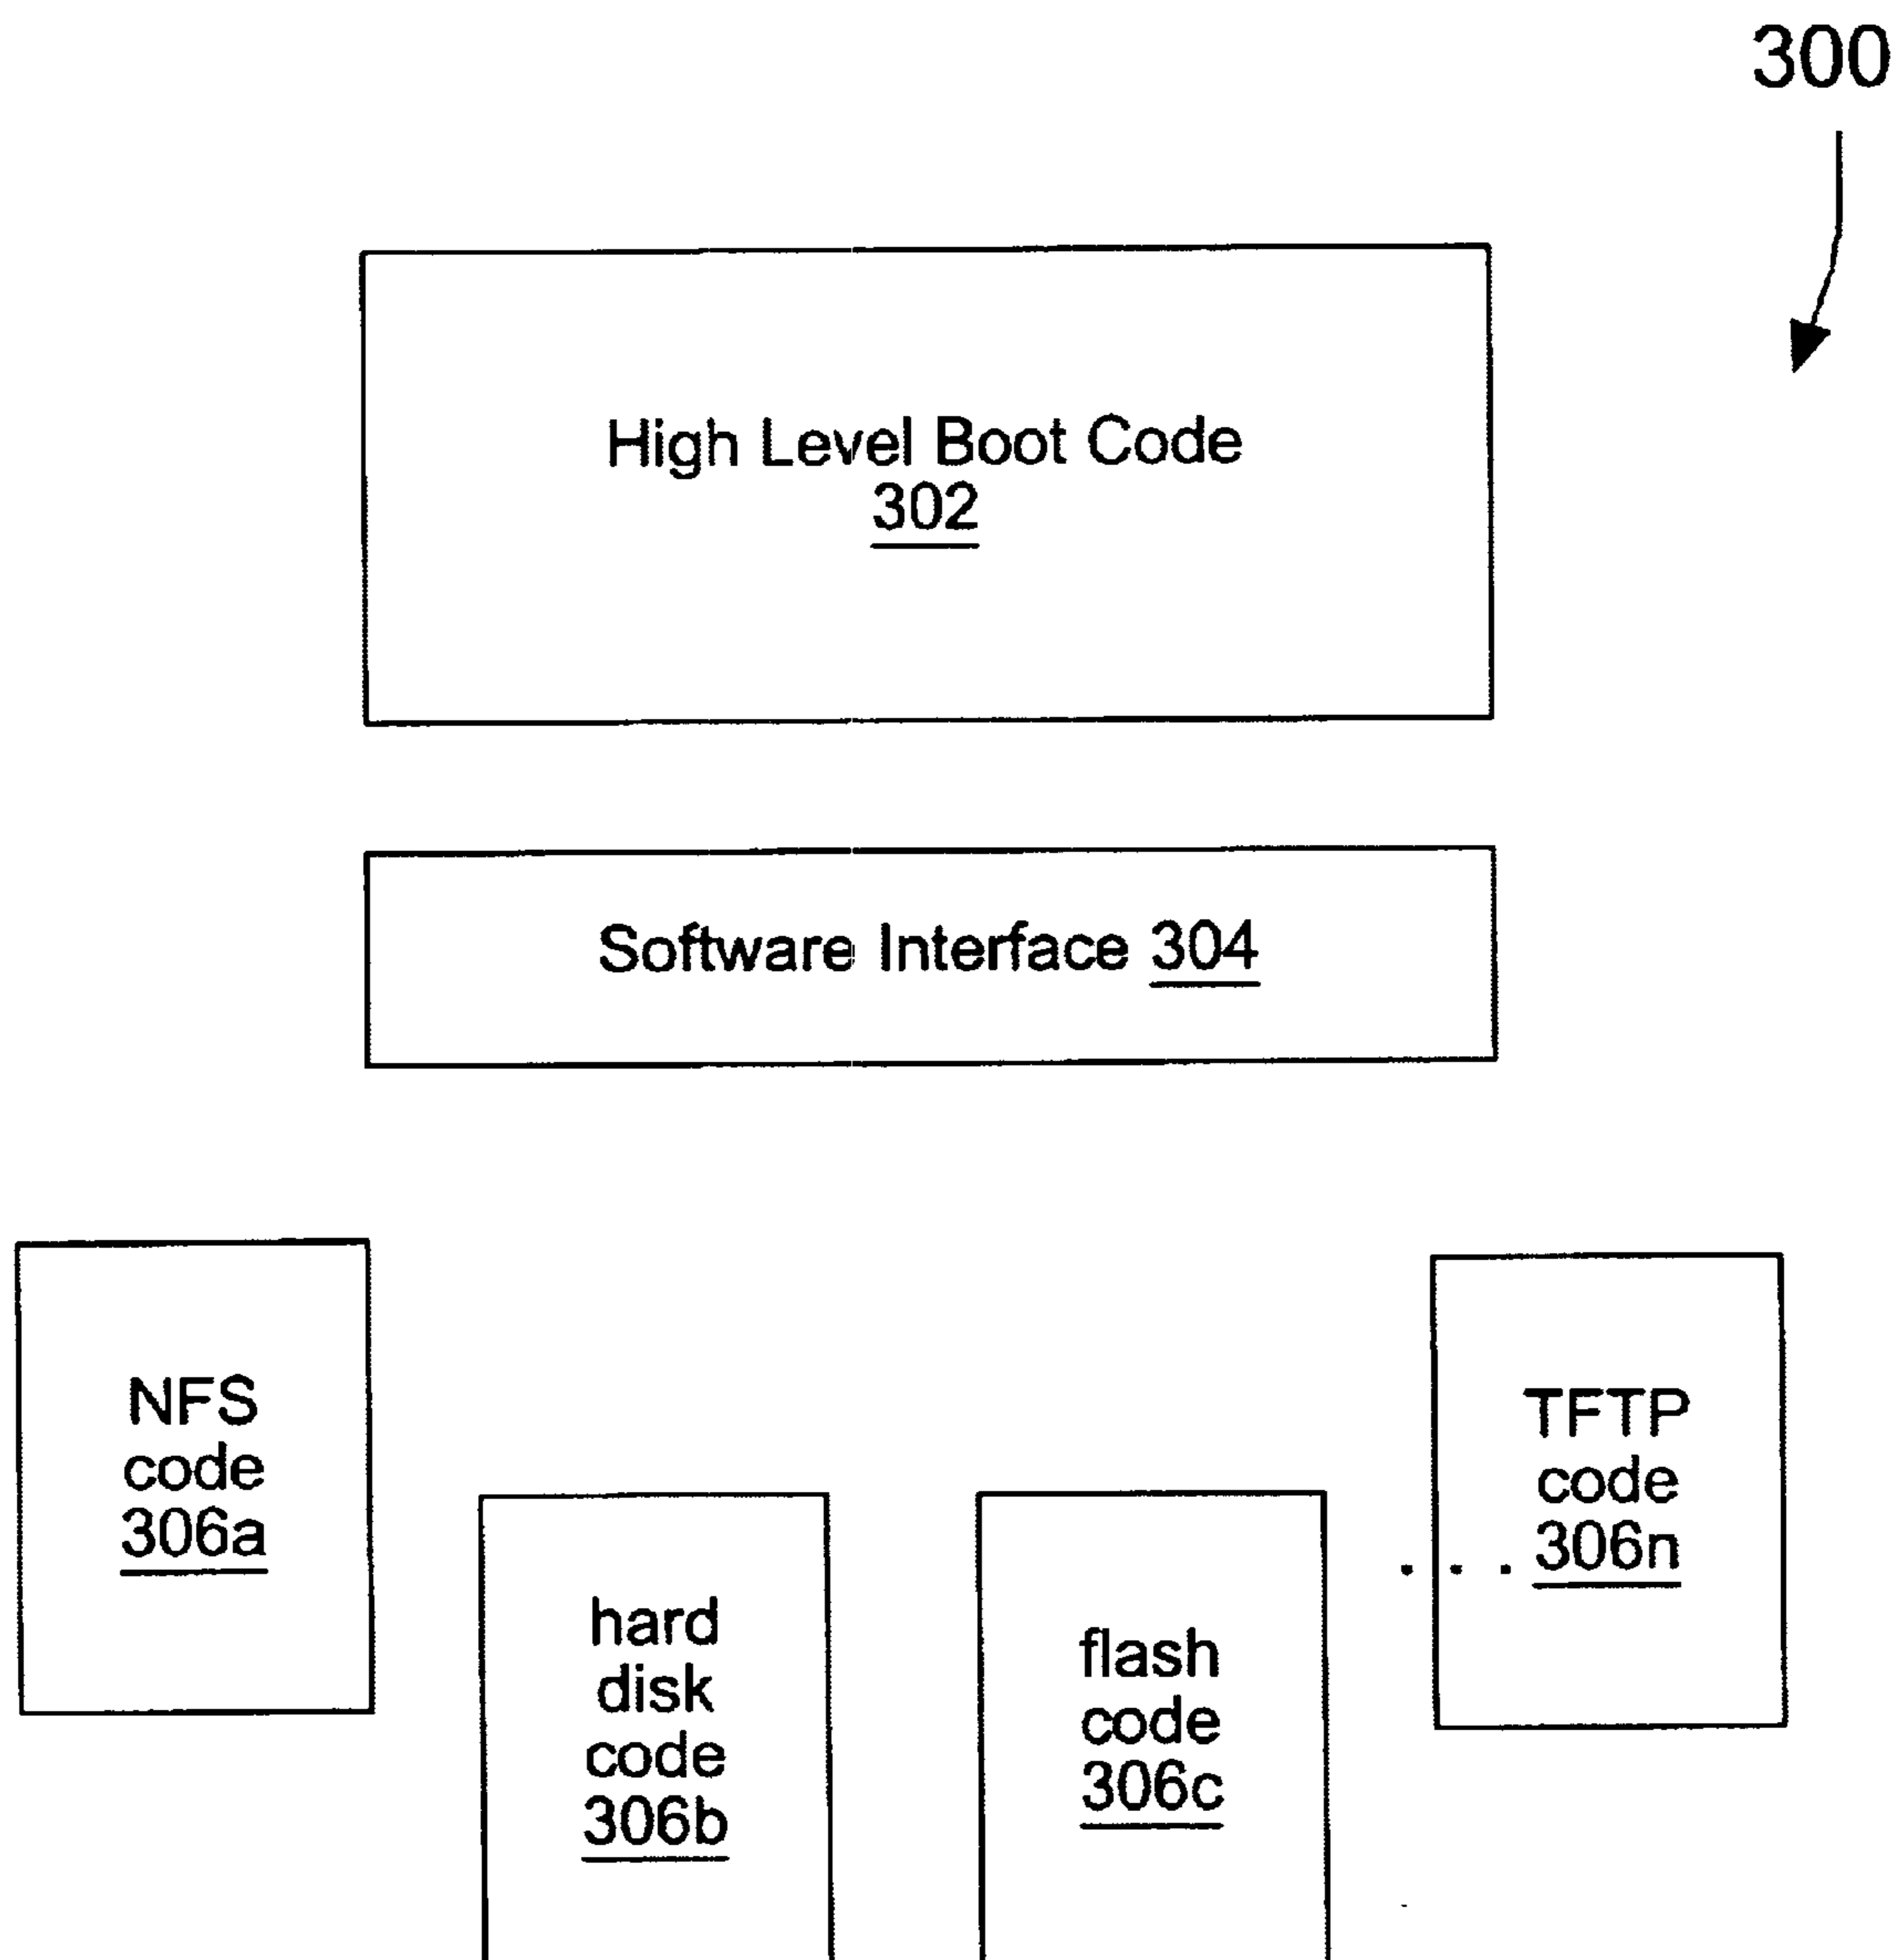 300
High Level Boot Code
302
Software Interface 304
NFS
code
306a
hard
disk
code
306b
flash
code
306c
. . .
TFTP
code
306n